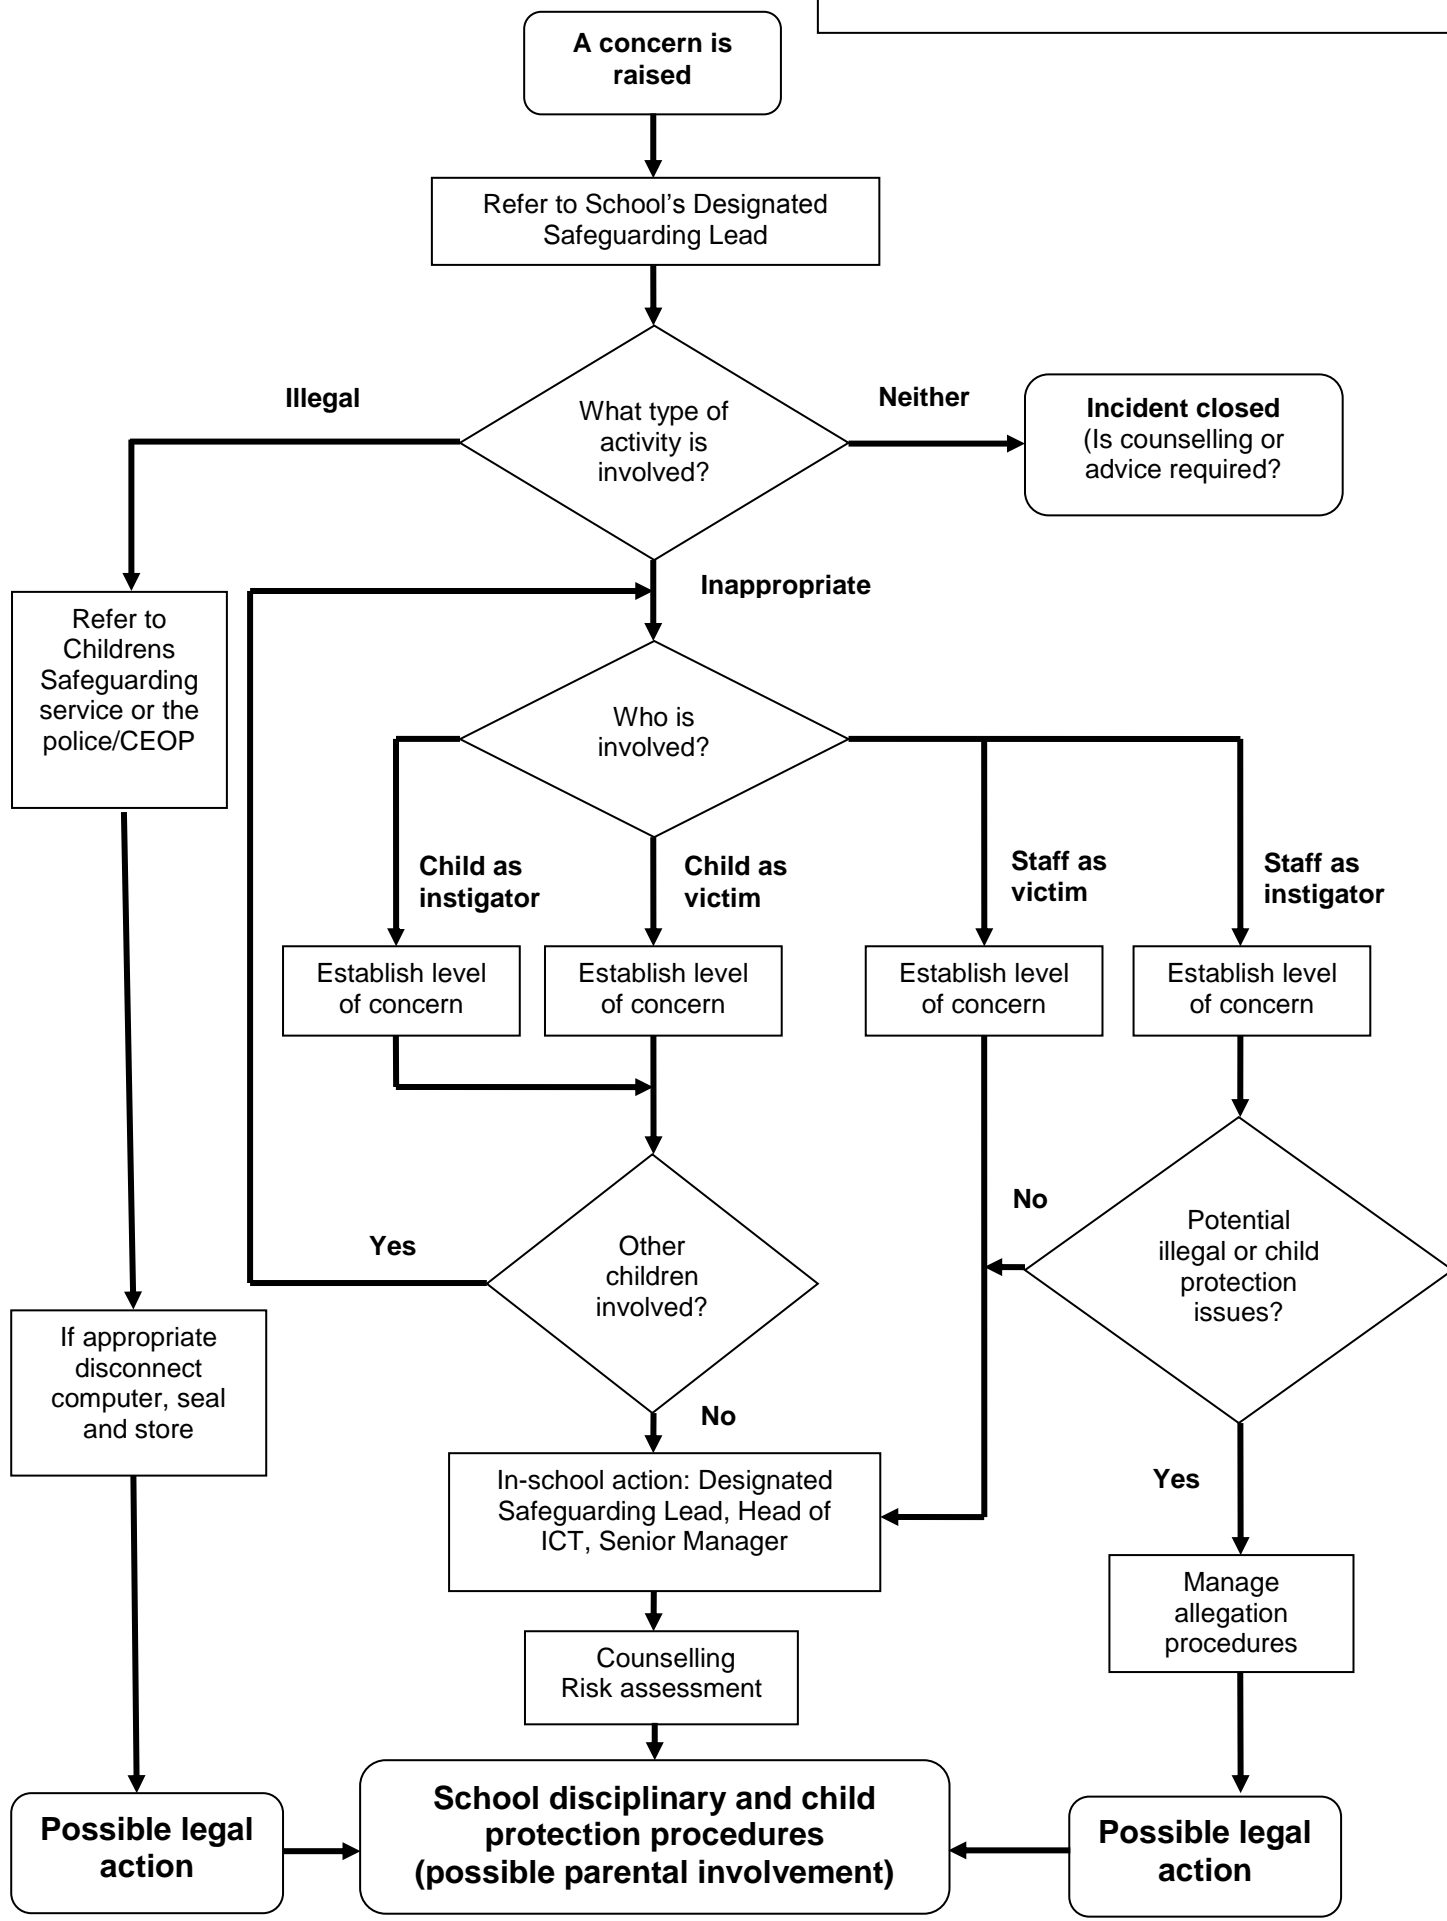 A concern is
raised
Refer to School’s Designated
Safeguarding Lead
Illegal
What type of
activity is
involved?
Neither
Incident closed
(Is counselling or
advice required?
Inappropriate
Refer to
Childrens
Safeguarding
service or the
police/CEOP
Who is
involved?
Child as
instigator
Child as
victim
Staff as
victim
Staff as
instigator
Establish level
of concern
Establish level
of concern
Establish level
of concern
Establish level
of concern
Yes
Other
children
involved?
No
Potential
illegal or child
protection
issues?
If appropriate
disconnect
computer, seal
and store
No
In-school action: Designated
Safeguarding Lead, Head of
ICT, Senior Manager
Yes
Manage
allegation
procedures
Counselling
Risk assessment
Possible legal
action
School disciplinary and child
protection procedures
(possible parental involvement)
Possible legal
action